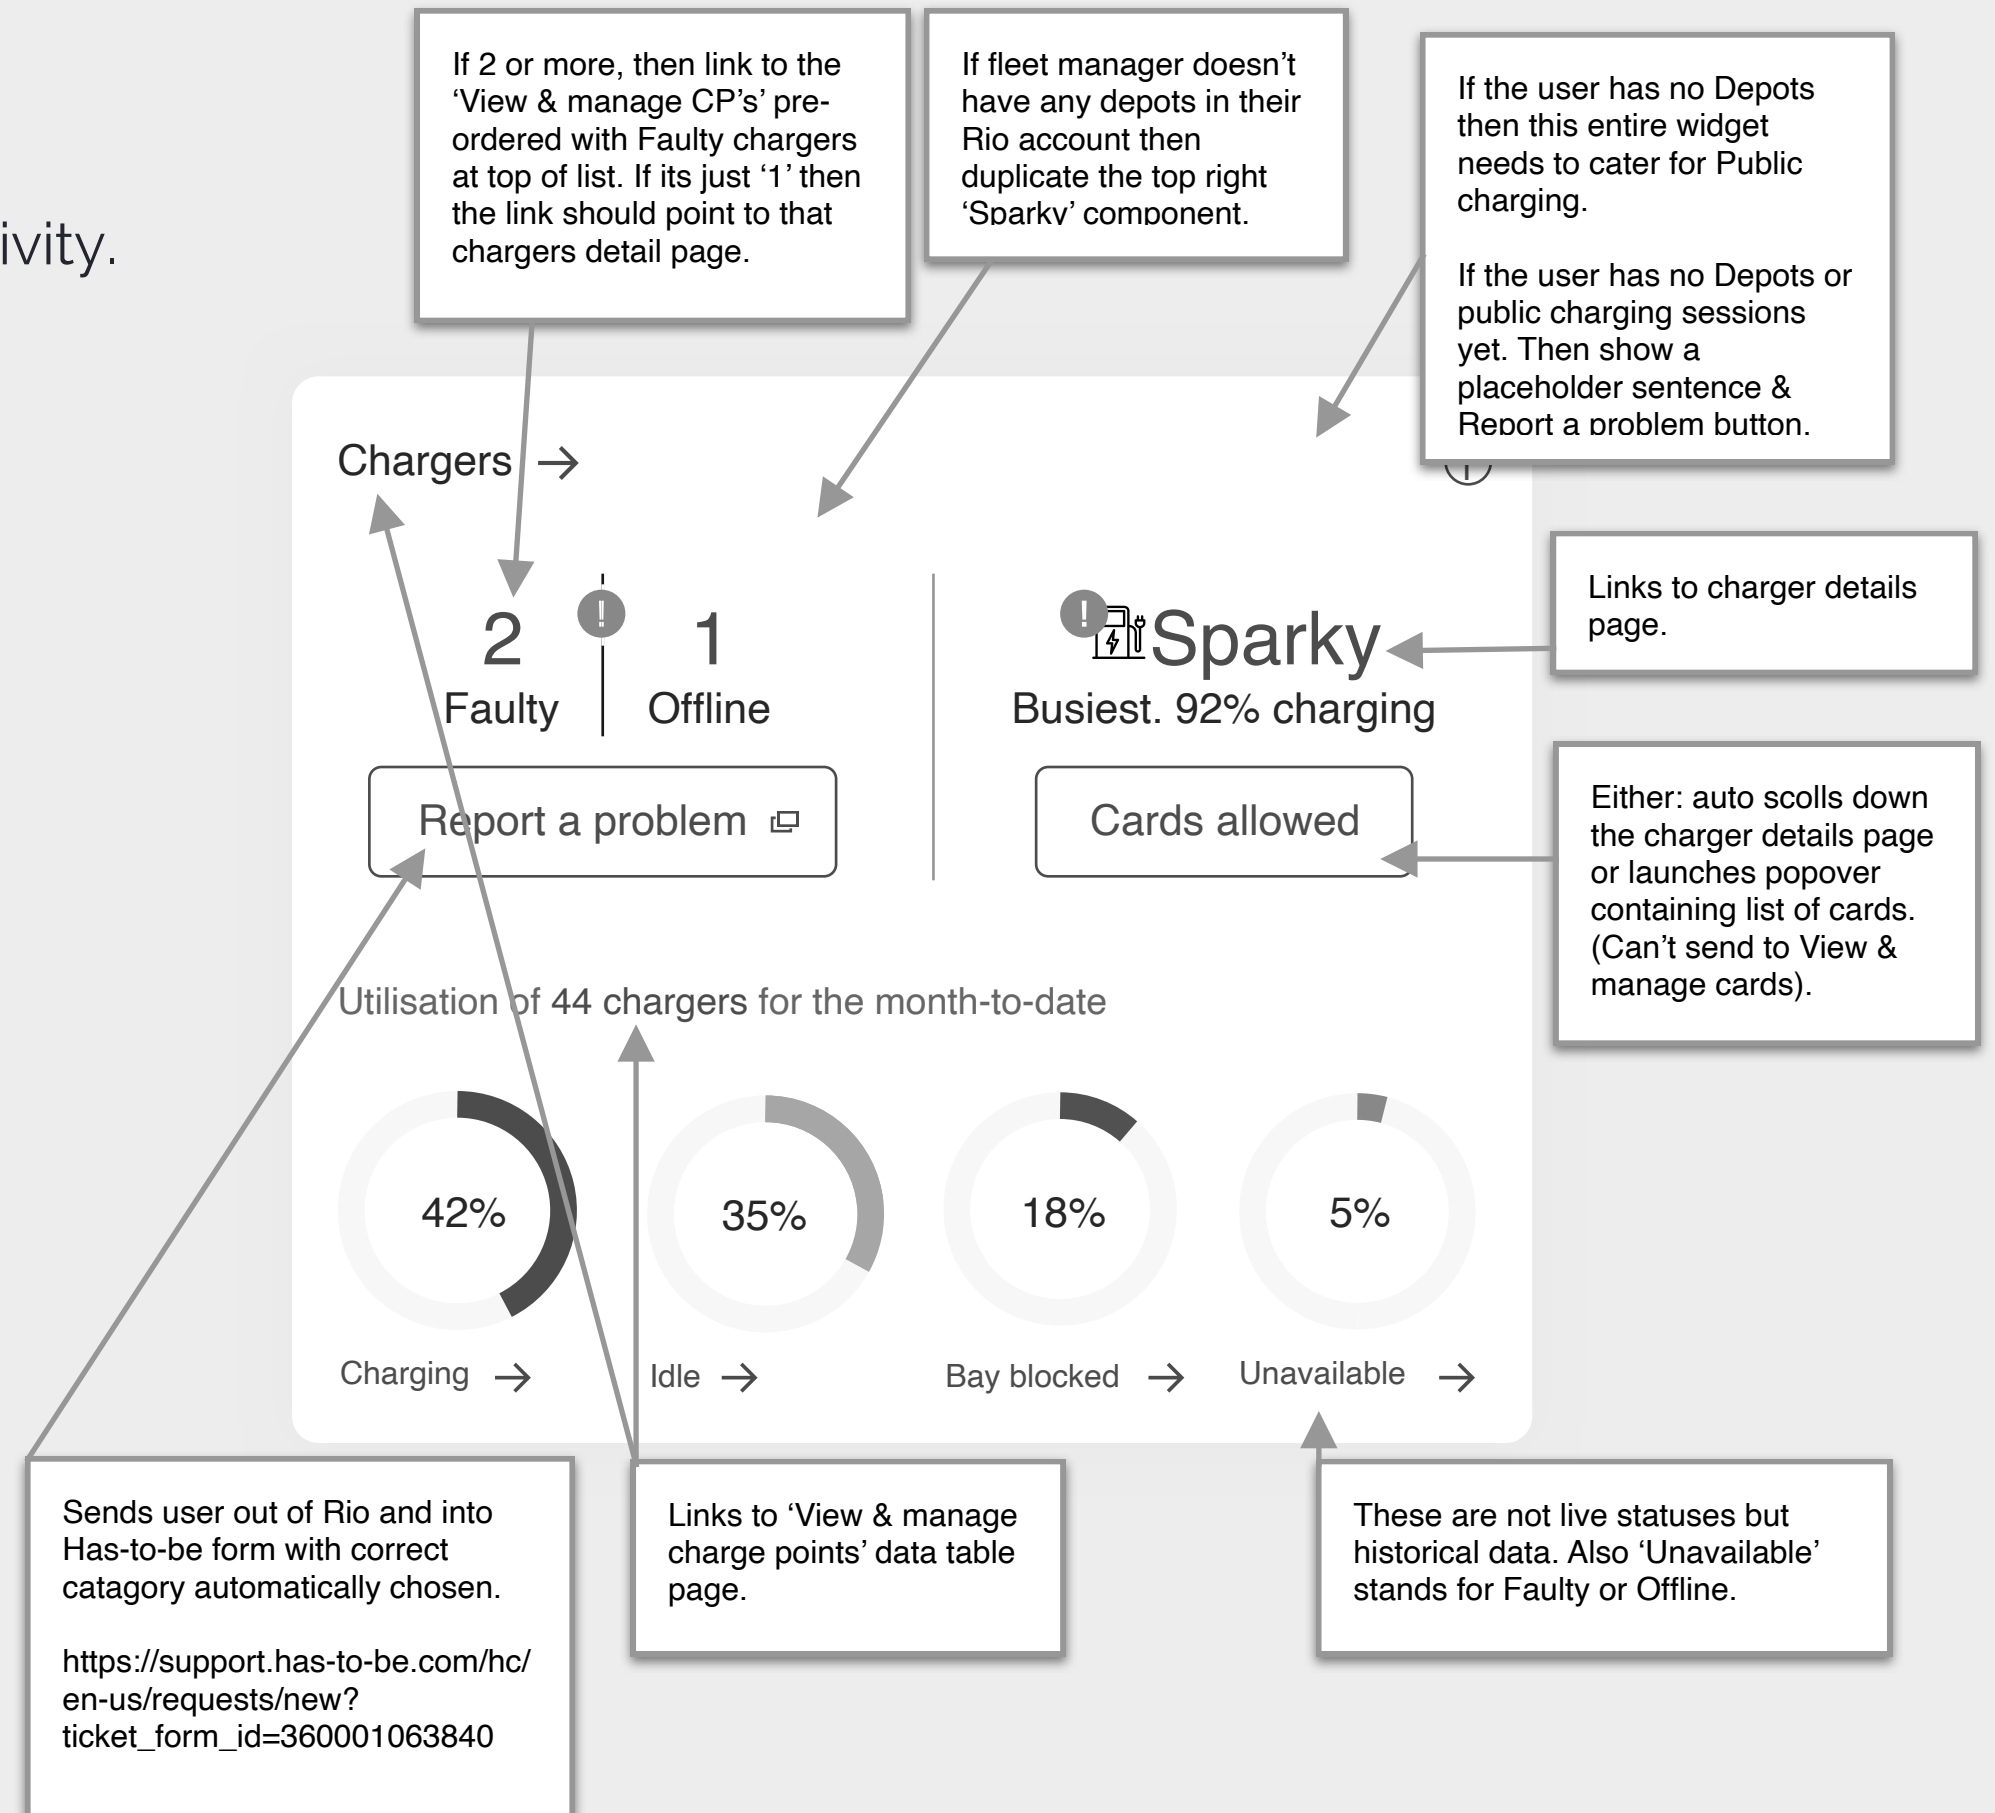 If 2 or more, then link to the
‘View & manage CP’s’ pre-
ordered with Faulty chargers
at top of list. If its just ‘1’ then
the link should point to that
chargers detail page.
If fleet manager doesn’t
have any depots in their
Rio account then
duplicate the top right
‘Sparky’ component.
If the user has no Depots
then this entire widget
needs to cater for Public
charging.
If the user has no Depots or
public charging sessions
yet. Then show a
placeholder sentence &
Report a problem button.
ivity.
Chargers →
2
Faulty
!
1
Offline
Report a problem
!
Sparky
Busiest. 92% charging
Cards allowed
Links to charger details
page.
Either: auto scolls down
the charger details page
or launches popover
containing list of cards.
(Can’t send to View &
manage cards).
Utilisation of 44 chargers for the month-to-date
42%
35%
18%
5%
Charging →
Idle →
Bay blocked →
Unavailable →
Sends user out of Rio and into
Has-to-be form with correct
catagory automatically chosen.
https://support.has-to-be.com/hc/
en-us/requests/new?
ticket_form_id=360001063840
Links to ‘View & manage
charge points’ data table
page.
These are not live statuses but
historical data. Also ‘Unavailable’
stands for Faulty or Offline.